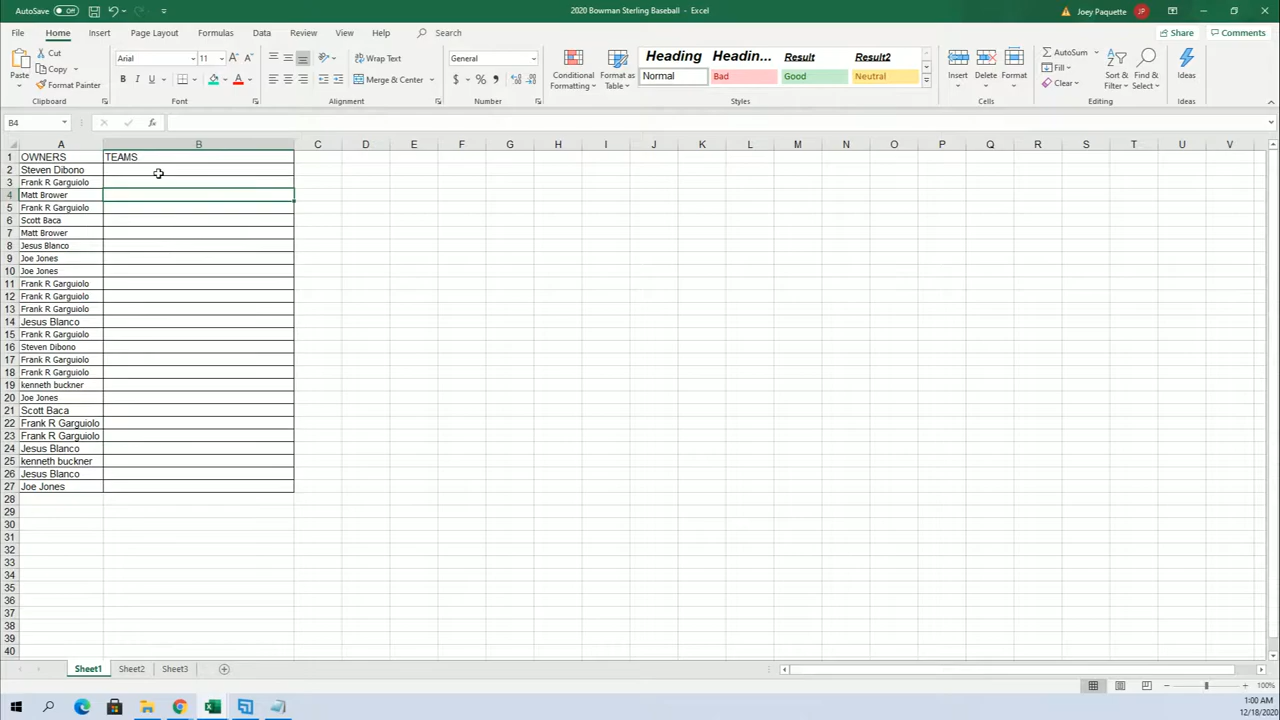 AutoSave Off 2020 Bowman Sterling Baseball - Excel Joey Paquette JP
File Home Insert Page Layout Formulas Data Review View Help Search Share Comments
Paste Cut Copy Format Painter Clipboard
Arial 11 A A B I U A Font
Wrap Text Merge & Center Alignment
General $ % Number
Conditional Formatting Format as Table
Heading Headin... Result Result2
Normal Bad Good Neutral
Styles
Insert Delete Format Cells
AutoSum Fill Clear Sort & Filter Find & Select Editing
Ideas Ideas
B4 fx
A B C D E F G H I J K L M N O P Q R S T U V
1 OWNERS TEAMS
2 Steven Dibono
3 Frank R Garguiolo
4 Matt Brower
5 Frank R Garguiolo
6 Scott Baca
7 Matt Brower
8 Jesus Blanco
9 Joe Jones
10 Joe Jones
11 Frank R Garguiolo
12 Frank R Garguiolo
13 Frank R Garguiolo
14 Jesus Blanco
15 Frank R Garguiolo
16 Steven Dibono
17 Frank R Garguiolo
18 Frank R Garguiolo
19 kenneth buckner
20 Joe Jones
21 Scott Baca
22 Frank R Garguiolo
23 Frank R Garguiolo
24 Jesus Blanco
25 kenneth buckner
26 Jesus Blanco
27 Joe Jones
28
29
30
31
32
33
34
35
36
37
38
39
40
Sheet1 Sheet2 Sheet3
100%
1:00 AM
12/18/2020